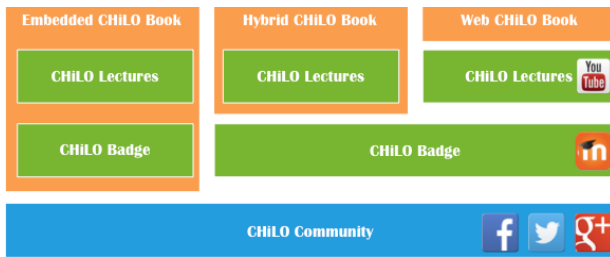 Embedded CHiLO Book
Hybrid CHiLO Book
Web CHiLO Book
CHiLO Lectures
CHiLO Lectures
CHiLO Lectures
You
Tube
CHiLO Badge
CHiLO Badge
m
CHiLO Community
f
g+